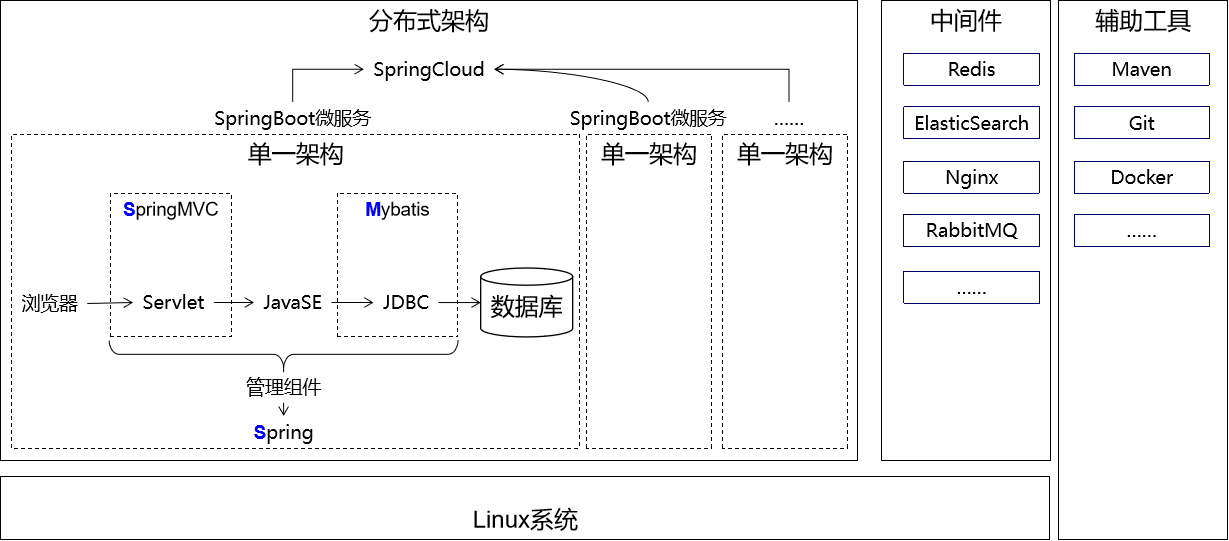 分布式架构
SpringCloud
SpringBoot微服务
SpringBoot微服务
......
单一架构
单一架构
单一架构
SpringMVC
Mybatis
浏览器
Servlet
JavaSE
JDBC
数据库
管理组件
Spring
中间件
Redis
ElasticSearch
Nginx
RabbitMQ
......
辅助工具
Maven
Git
Docker
......
Linux系统